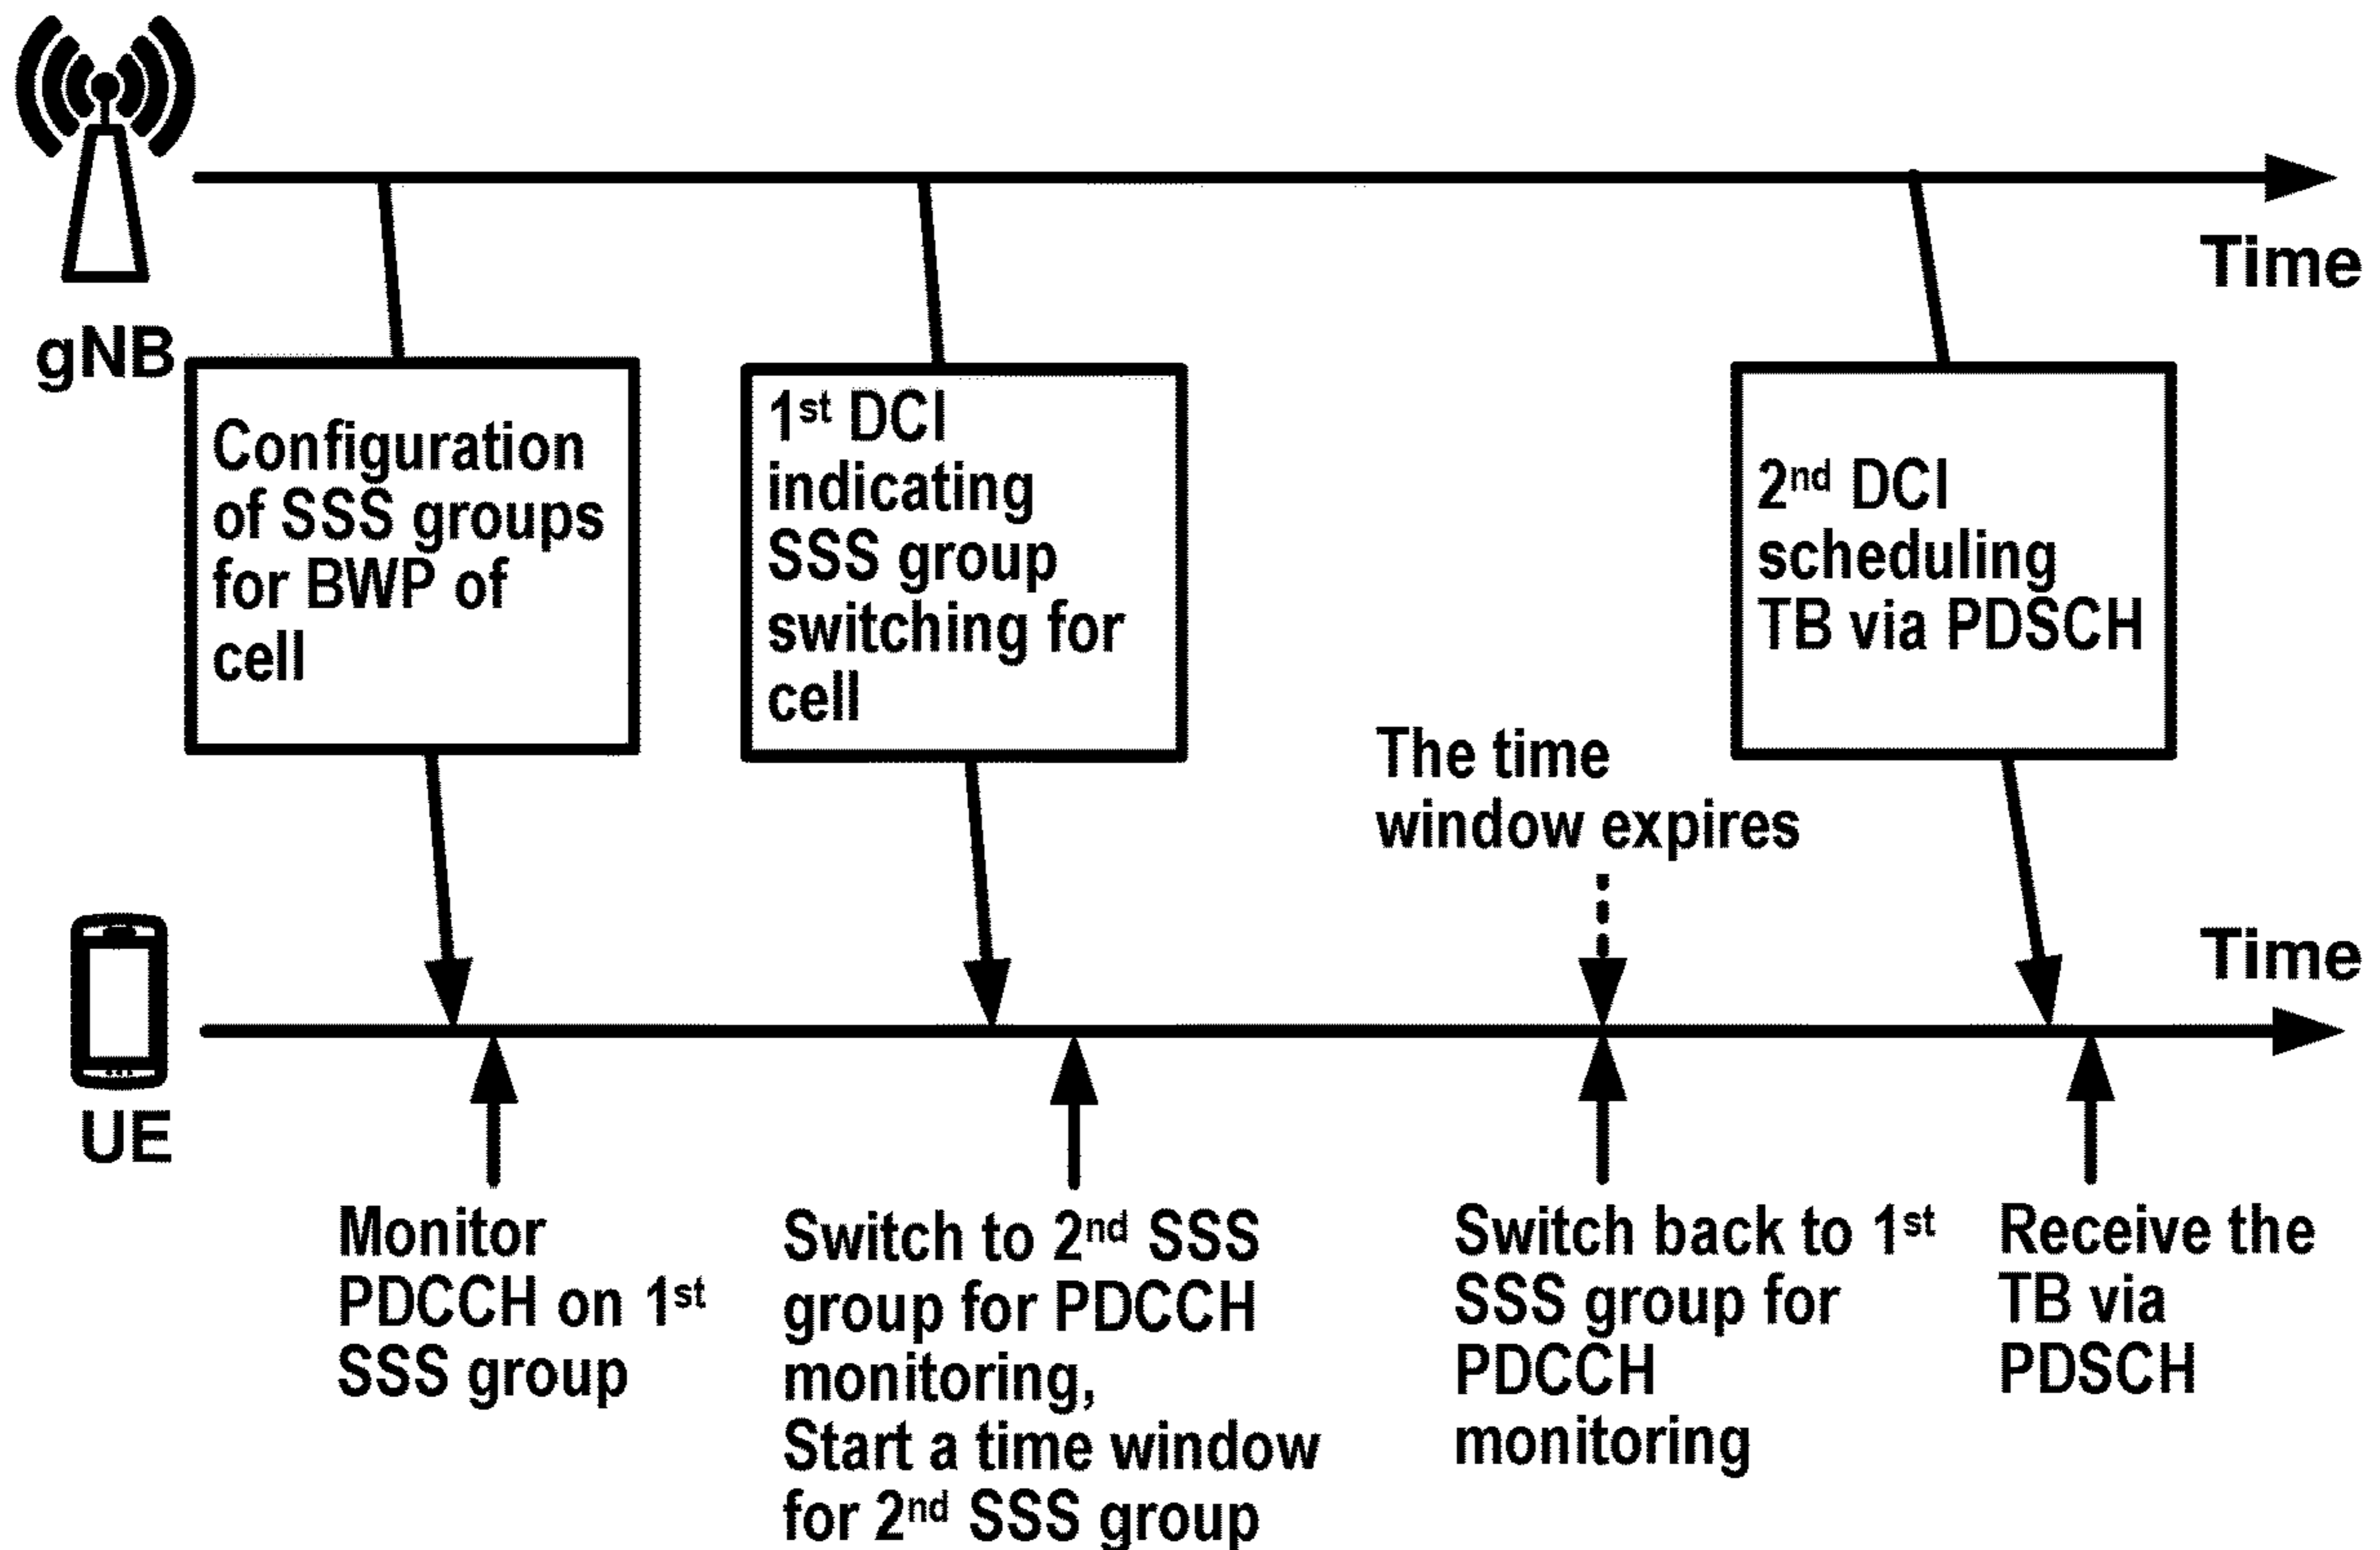 Time
gNB
Configuration
of SSS groups
for BWP of
cell
1st DCI
indicating
SSS group
switching for
cell
2nd DCI
scheduling
TB via PDSCH
The time
window expires
Time
UE
Monitor
PDCCH on 1st
SSS group
Switch to 2nd SSS
group for PDCCH
monitoring,
Start a time window
for 2nd SSS group
Switch back to 1st
SSS group for
PDCCH
monitoring
Receive the
TB via
PDSCH